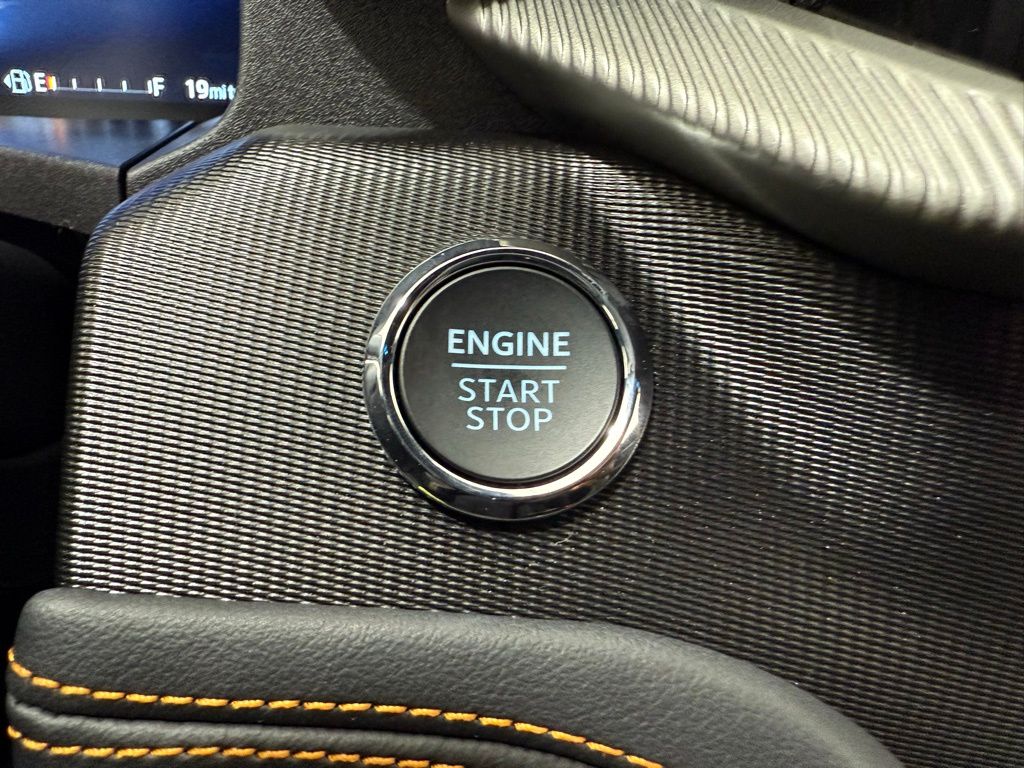 E F 19mi
ENGINE
START
STOP